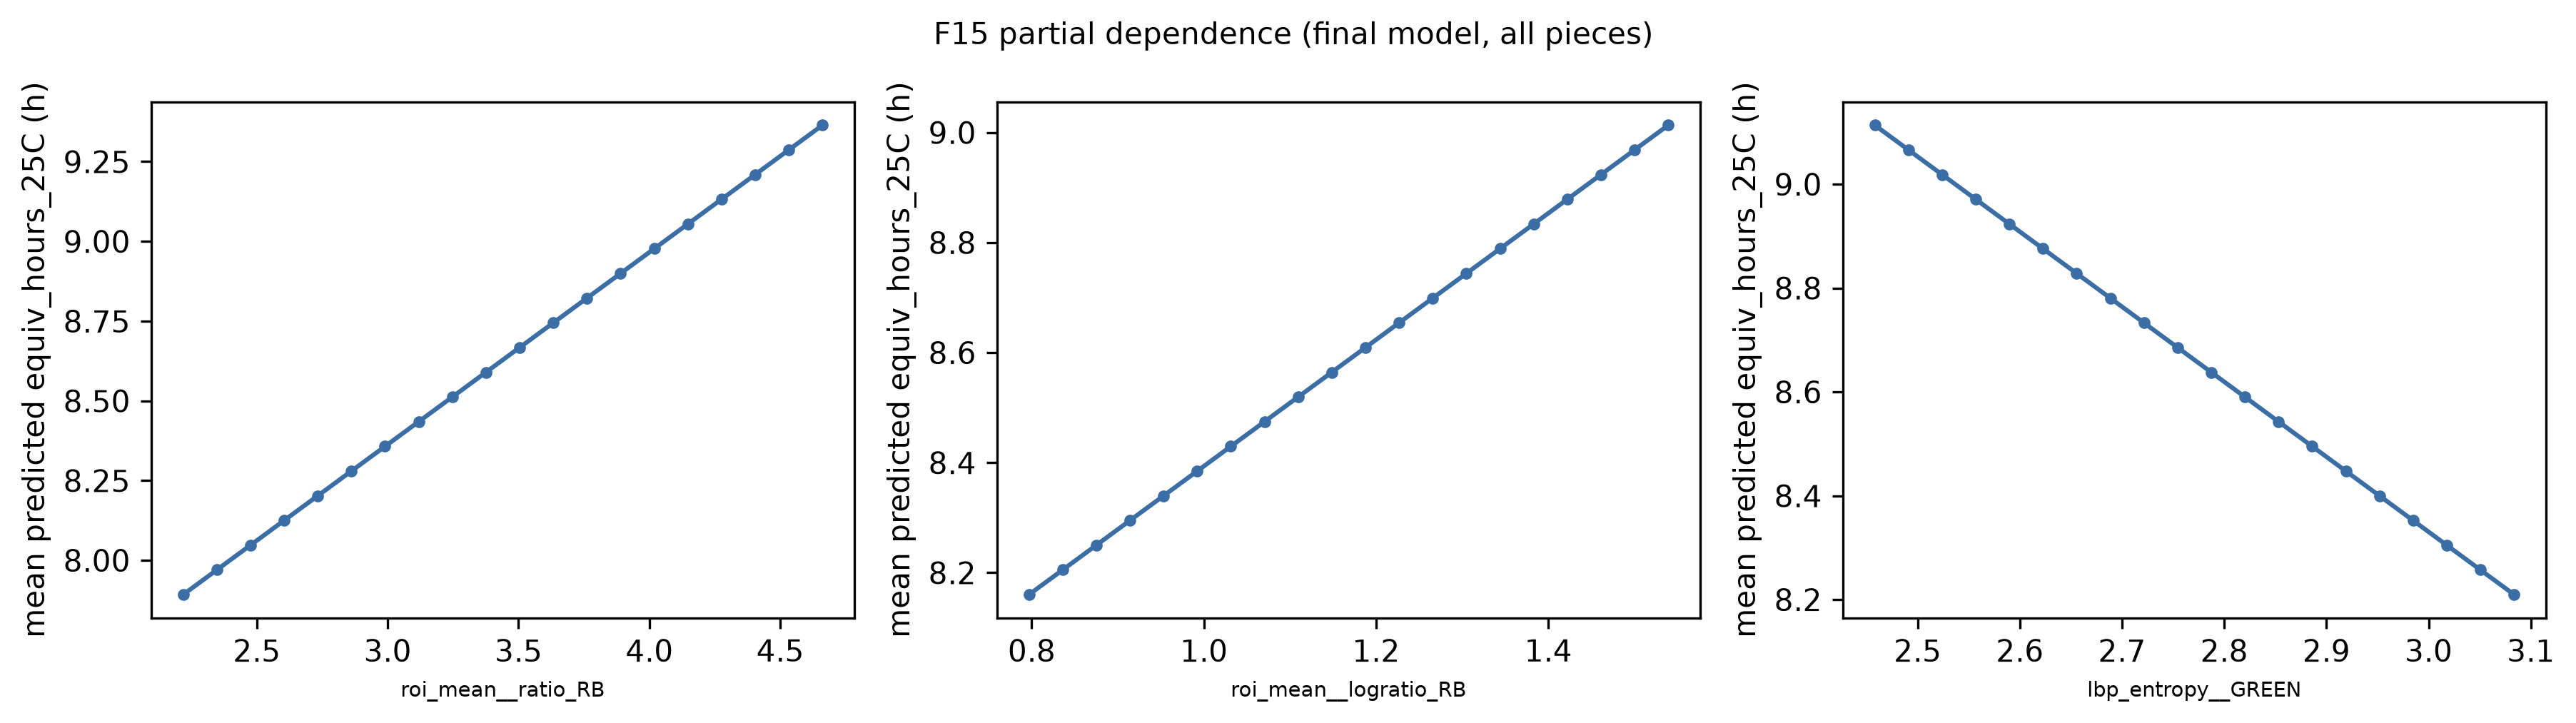 F15 partial dependence (final model, all pieces)
mean predicted equiv_hours_25C (h)
9.25
9.00
8.75
8.50
8.25
8.00
2.5 3.0 3.5 4.0 4.5
roi_mean__ratio_RB
mean predicted equiv_hours_25C (h)
9.0
8.8
8.6
8.4
8.2
0.8 1.0 1.2 1.4
roi_mean__logratio_RB
mean predicted equiv_hours_25C (h)
9.0
8.8
8.6
8.4
8.2
2.5 2.6 2.7 2.8 2.9 3.0 3.1
lbp_entropy__GREEN